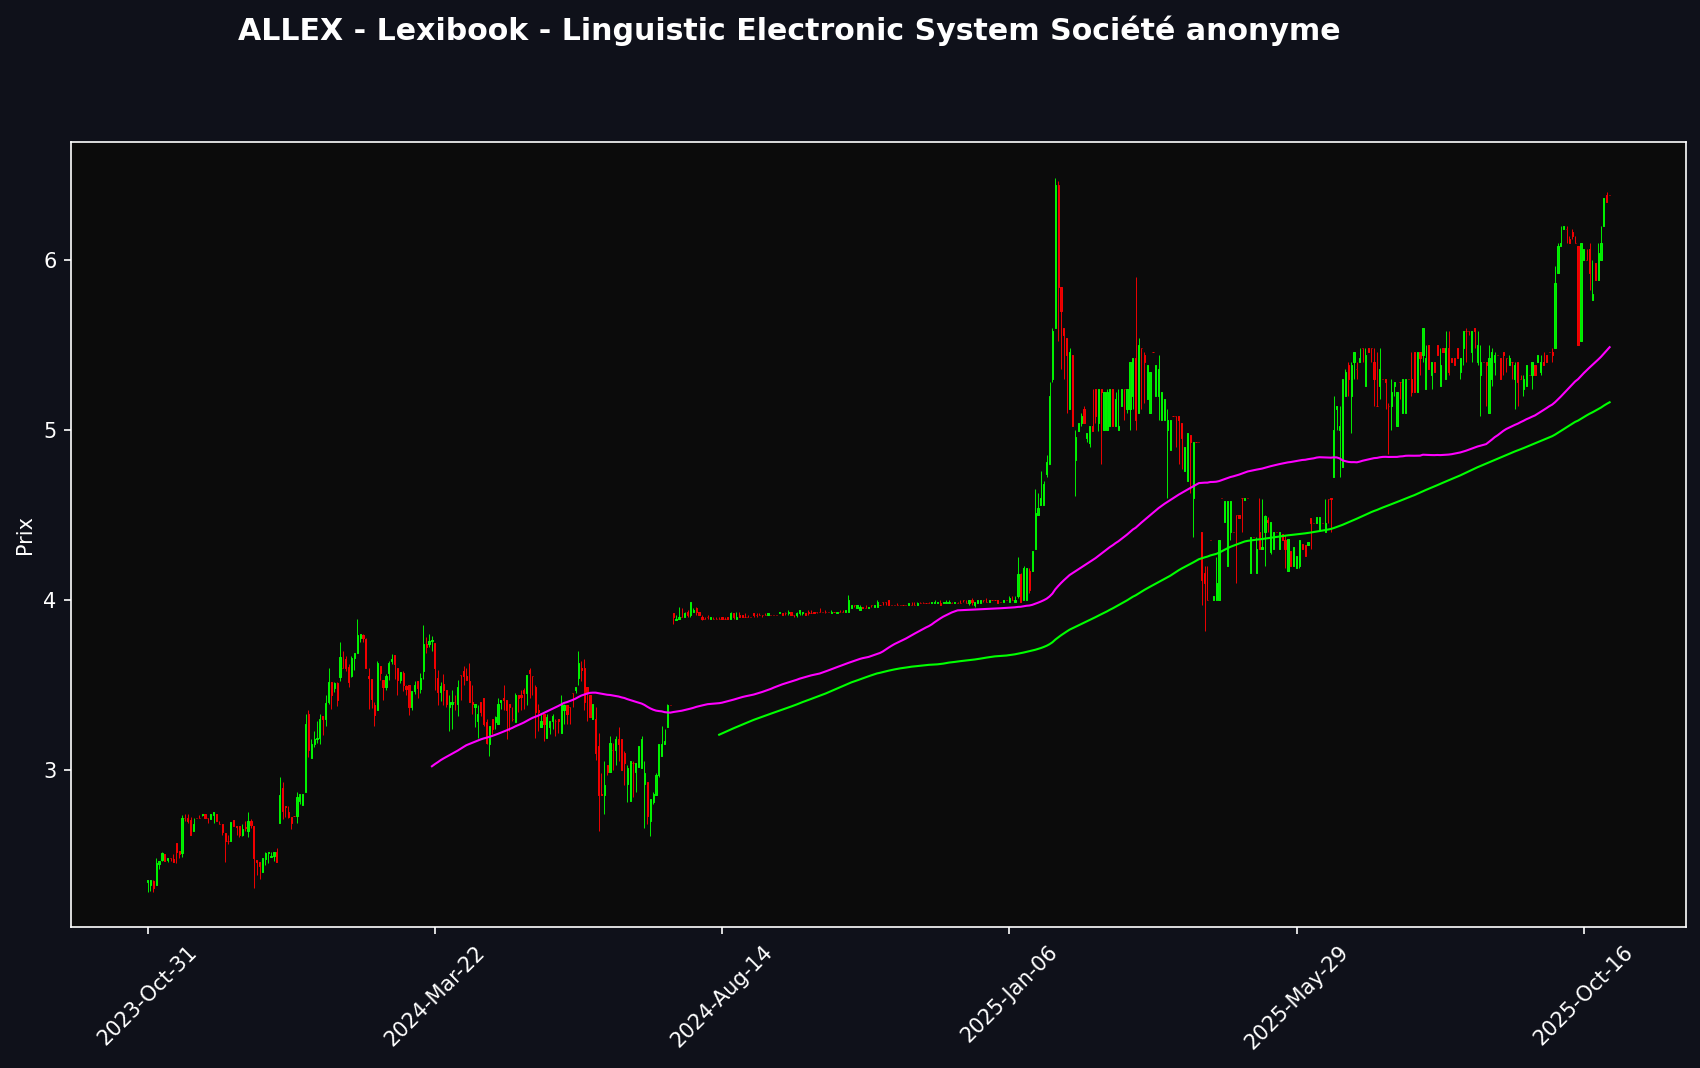 ALLEX - Lexibook - Linguistic Electronic System Société anonyme
Prix
6
5
4
3
2023-Oct-31
2024-Mar-22
2024-Aug-14
2025-Jan-06
2025-May-29
2025-Oct-16